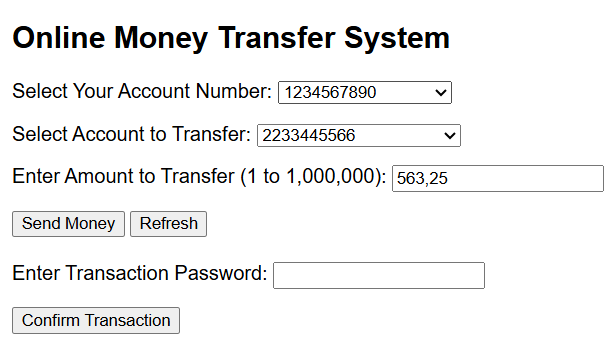 Online Money Transfer System
Select Your Account Number: 1234567890
Select Account to Transfer: 2233445566
Enter Amount to Transfer (1 to 1,000,000): 563,25
Send Money Refresh
Enter Transaction Password:
Confirm Transaction